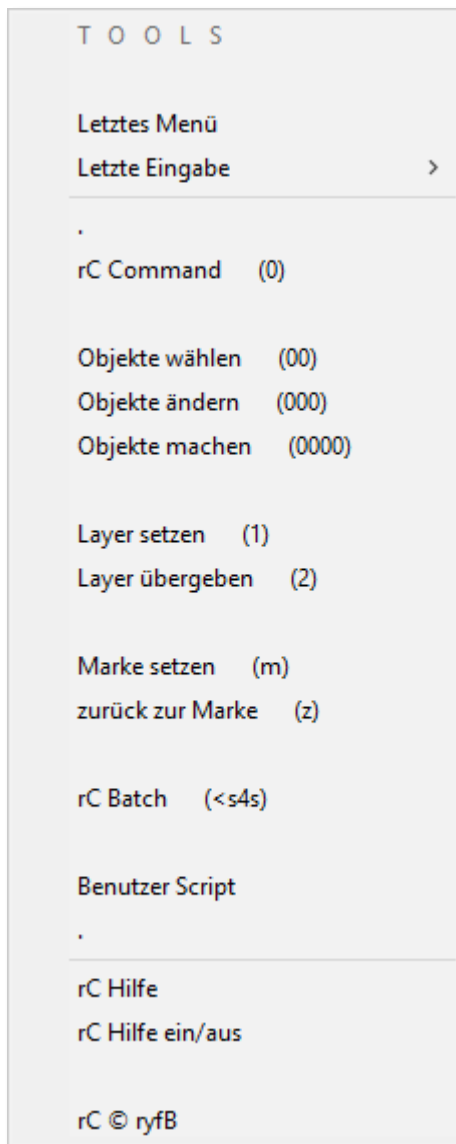 T O O L S
Letztes Menü
Letzte Eingabe >
.
rC Command (0)
Objekte wählen (00)
Objekte ändern (000)
Objekte machen (0000)
Layer setzen (1)
Layer übergeben (2)
Marke setzen (m)
zurück zur Marke (z)
rC Batch (<s4s)
Benutzer Script
.
rC Hilfe
rC Hilfe ein/aus
rC © ryfB